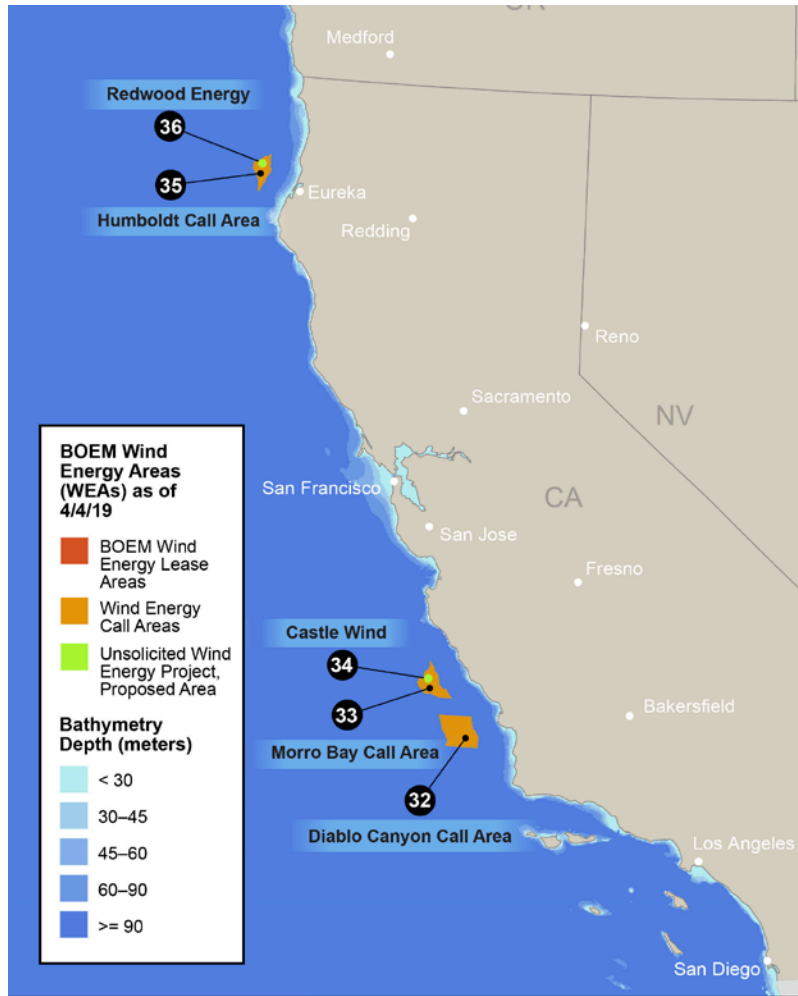 OR
Medford
Redwood Energy
36
35
Eureka
Humboldt Call Area
Redding
Reno
Sacramento
NV
BOEM Wind
Energy Areas
(WEAs) as of
4/4/19
BOEM Wind
Energy Lease
Areas
Wind Energy
Call Areas
Unsolicited Wind
Energy Project,
Proposed Area
Bathymetry
Depth (meters)
< 30
30–45
45–60
60–90
>= 90
San Francisco
CA
San Jose
Fresno
Castle Wind
34
33
Bakersfield
Morro Bay Call Area
32
Diablo Canyon Call Area
Los Angeles
San Diego